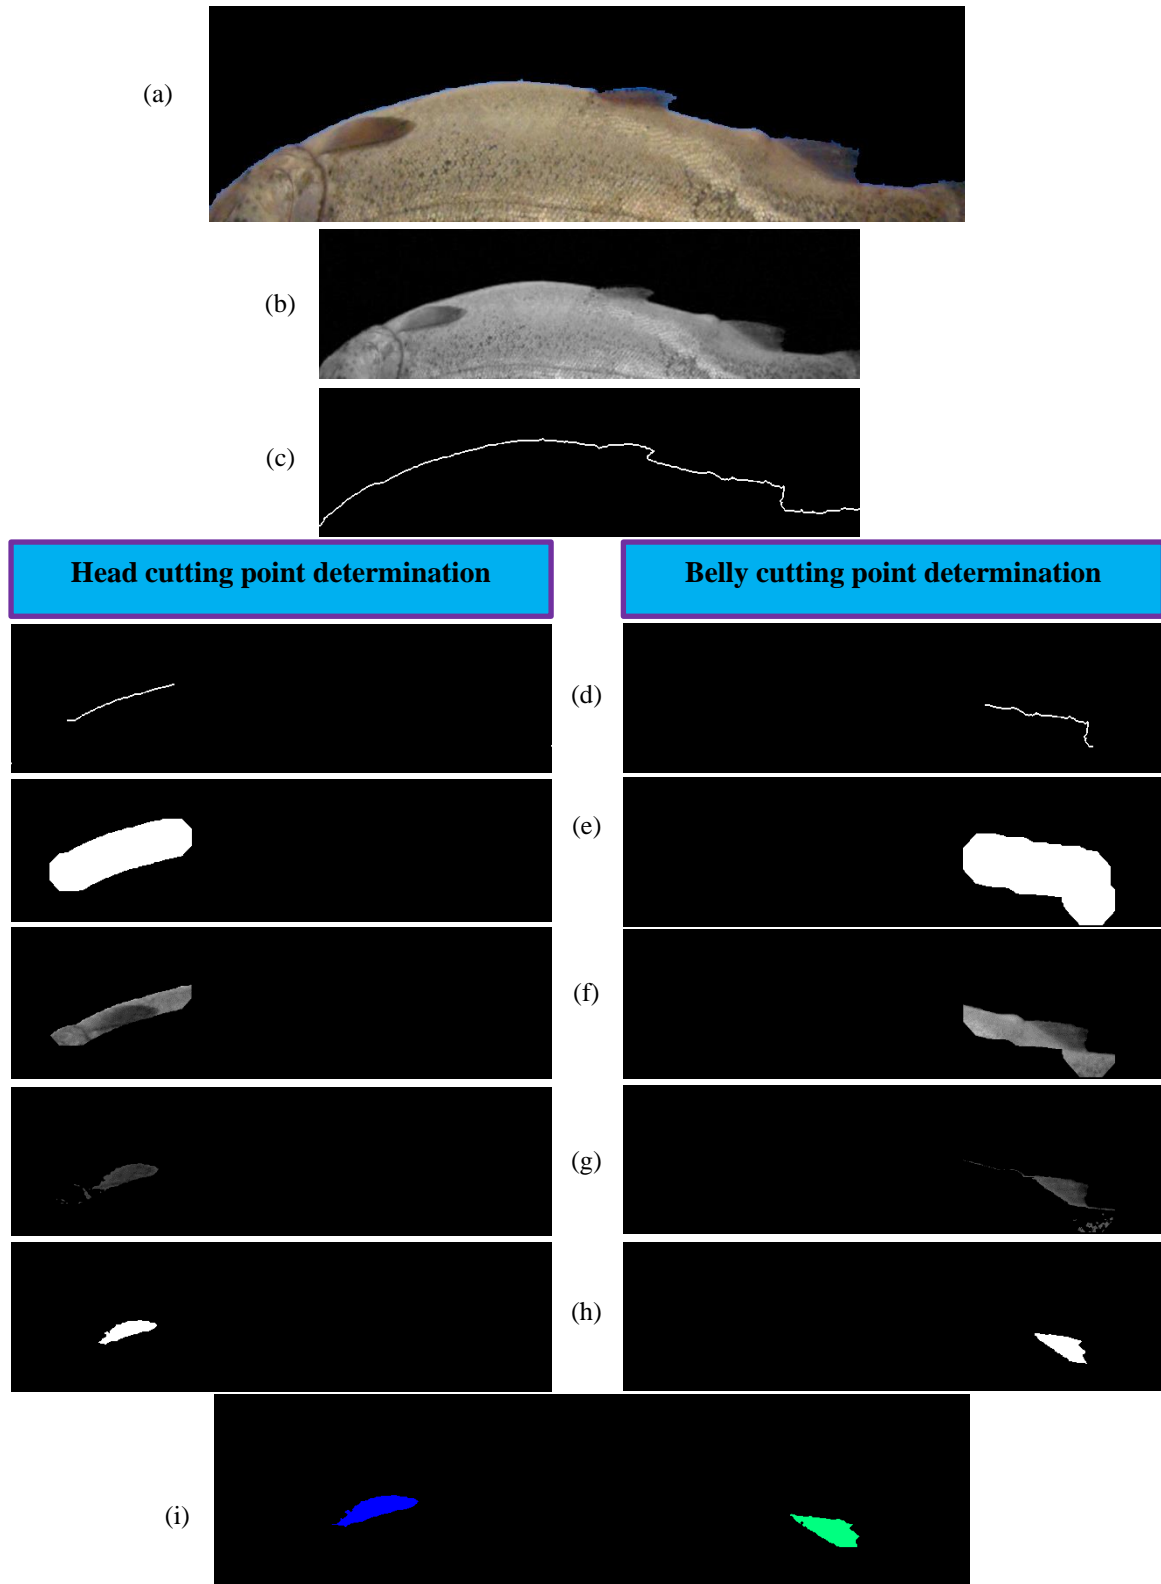 (a)
(b)
(c)
Head cutting point determination
Belly cutting point determination
(d)
(e)
(f)
(g)
(h)
(i)